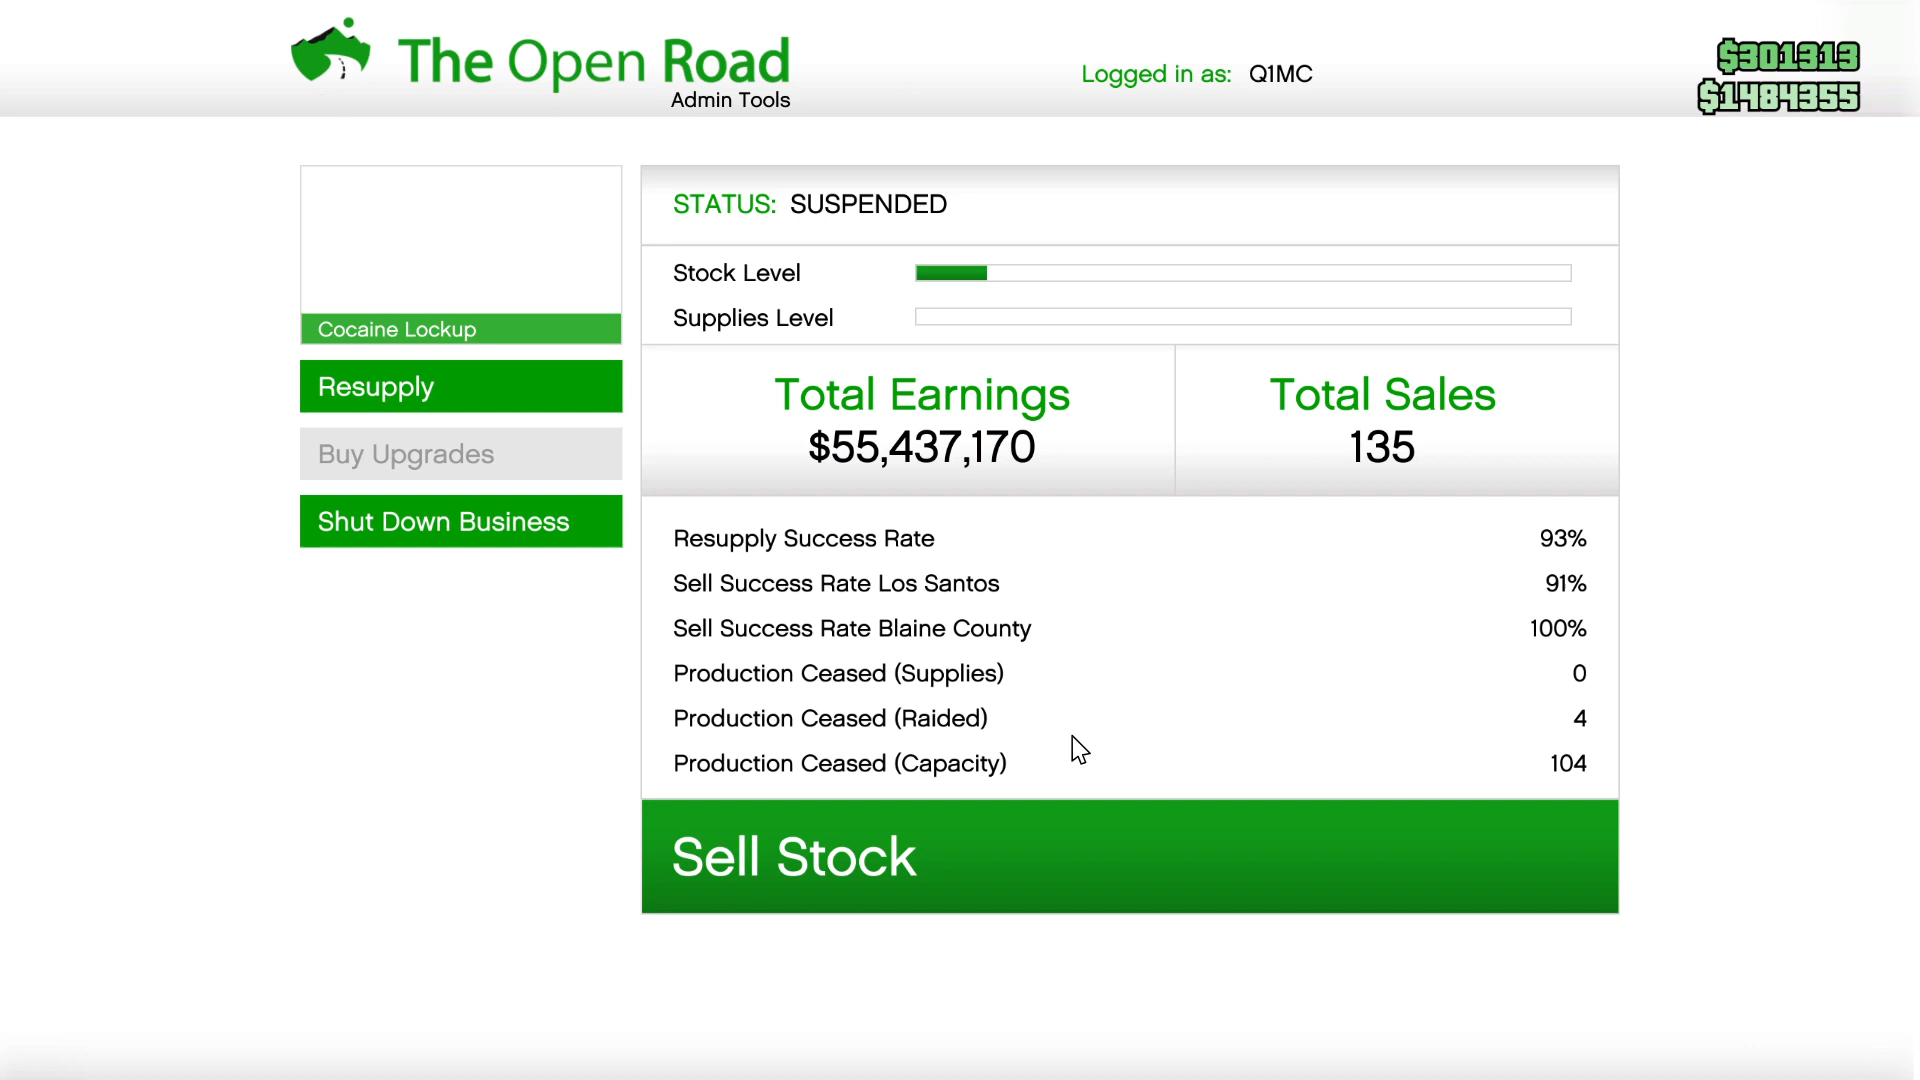 The Open Road
Admin Tools
Logged in as: Q1MC
$301313
$1484355
Cocaine Lockup
Resupply
Buy Upgrades
Shut Down Business
STATUS: SUSPENDED
Stock Level
Supplies Level
Total Earnings
$55,437,170
Total Sales
135
Resupply Success Rate 93%
Sell Success Rate Los Santos 91%
Sell Success Rate Blaine County 100%
Production Ceased (Supplies) 0
Production Ceased (Raided) 4
Production Ceased (Capacity) 104
Sell Stock